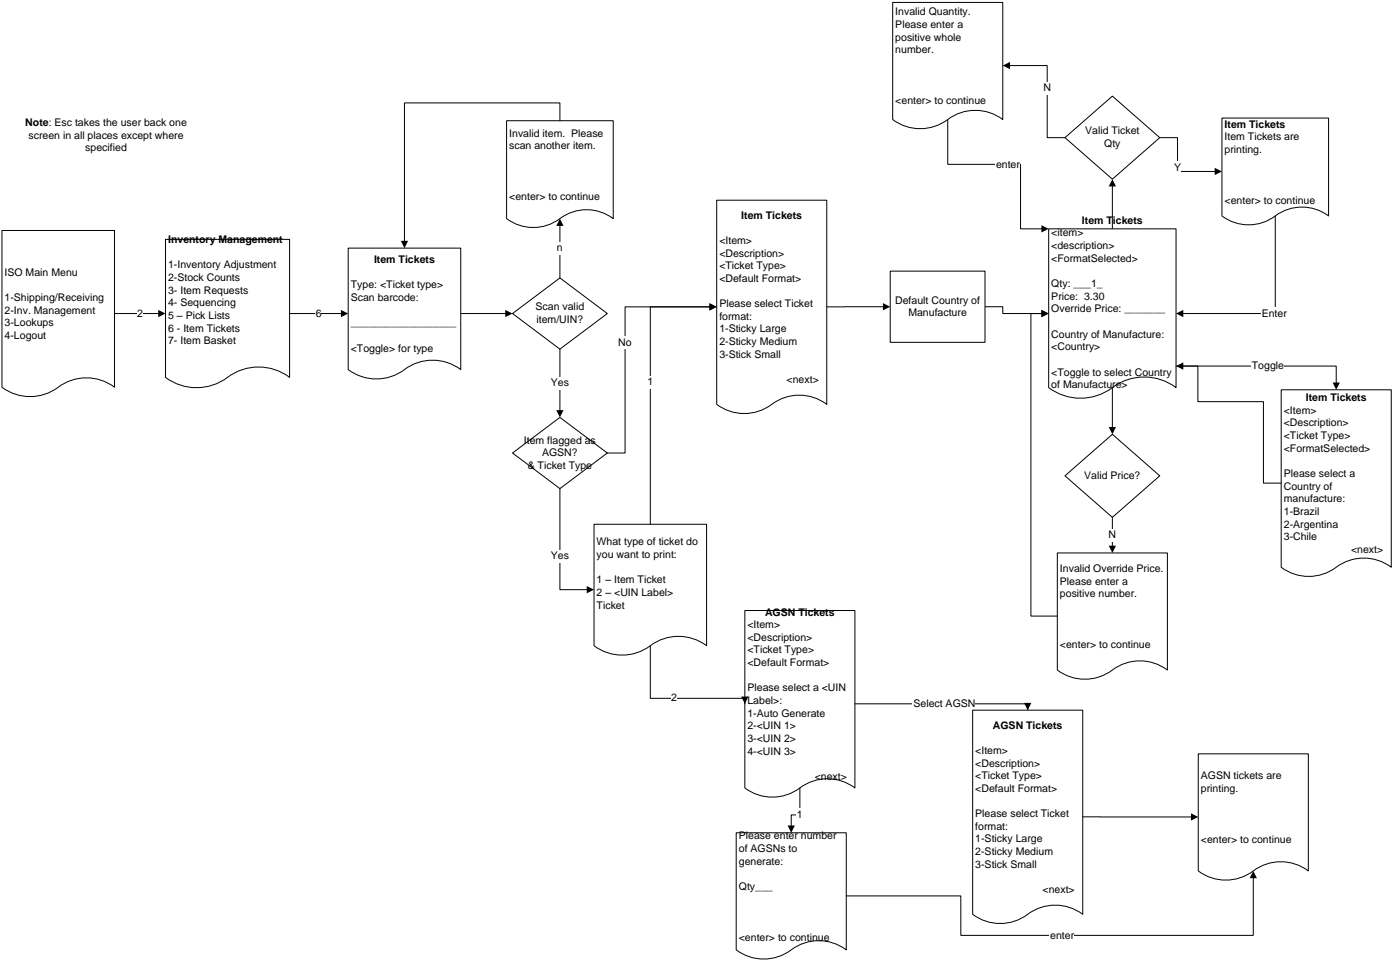 Note: Esc takes the user back one
screen in all places except where
specified
ISO Main Menu
1-Shipping/Receiving
2-Inv. Management
3-Lookups
4-Logout
2
Inventory Management
1-Inventory Adjustment
2-Stock Counts
3- Item Requests
4- Sequencing
5 – Pick Lists
6 - Item Tickets
7- Item Basket
6
Item Tickets
Type: <Ticket type>
Scan barcode:
___________________
<Toggle> for type
Invalid item. Please
scan another item.
<enter> to continue
n
Scan valid
item/UIN?
Yes
Item flagged as
AGSN?
& Ticket Type
No
Yes
What type of ticket do
you want to print:
1 – Item Ticket
2 – <UIN Label>
Ticket
1
2
Item Tickets
<Item>
<Description>
<Ticket Type>
<Default Format>
Please select Ticket
format:
1-Sticky Large
2-Sticky Medium
3-Stick Small
<next>
Default Country of
Manufacture
Invalid Quantity.
Please enter a
positive whole
number.
<enter> to continue
N
enter
Valid Ticket
Qty
Y
Item Tickets
Item Tickets are
printing.
<enter> to continue
Enter
Item Tickets
<item>
<description>
<FormatSelected>
Qty: ___1_
Price: 3.30
Override Price: _______
Country of Manufacture:
<Country>
<Toggle to select Country
of Manufacture>
Toggle
Item Tickets
<Item>
<Description>
<Ticket Type>
<FormatSelected>
Please select a
Country of
manufacture:
1-Brazil
2-Argentina
3-Chile
<next>
Valid Price?
N
Invalid Override Price.
Please enter a
positive number.
<enter> to continue
AGSN Tickets
<Item>
<Description>
<Ticket Type>
<Default Format>
Please select a <UIN
Label>:
1-Auto Generate
2-<UIN 1>
3-<UIN 2>
4-<UIN 3>
<next>
Select AGSN
1
Please enter number
of AGSNs to
generate:
Qty___
<enter> to continue
AGSN Tickets
<Item>
<Description>
<Ticket Type>
<Default Format>
Please select Ticket
format:
1-Sticky Large
2-Sticky Medium
3-Stick Small
<next>
enter
AGSN tickets are
printing.
<enter> to continue